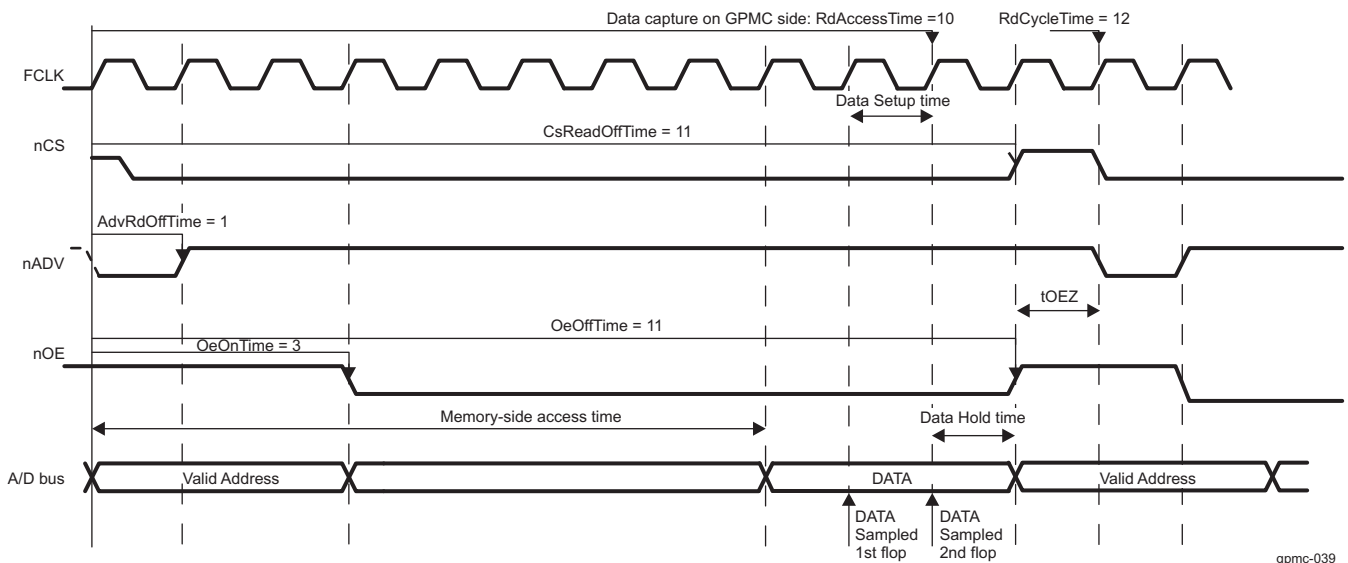 Data capture on GPMC side: RdAccessTime =10
RdCycleTime = 12
FCLK
Data Setup time
CsReadOffTime = 11
nCS
AdvRdOffTime = 1
nADV
tOEZ
OeOffTime = 11
OeOnTime = 3
nOE
Memory-side access time
Data Hold time
A/D bus
Valid Address
DATA
Valid Address
DATA
Sampled
1st flop
DATA
Sampled
2nd flop
gpmc-039